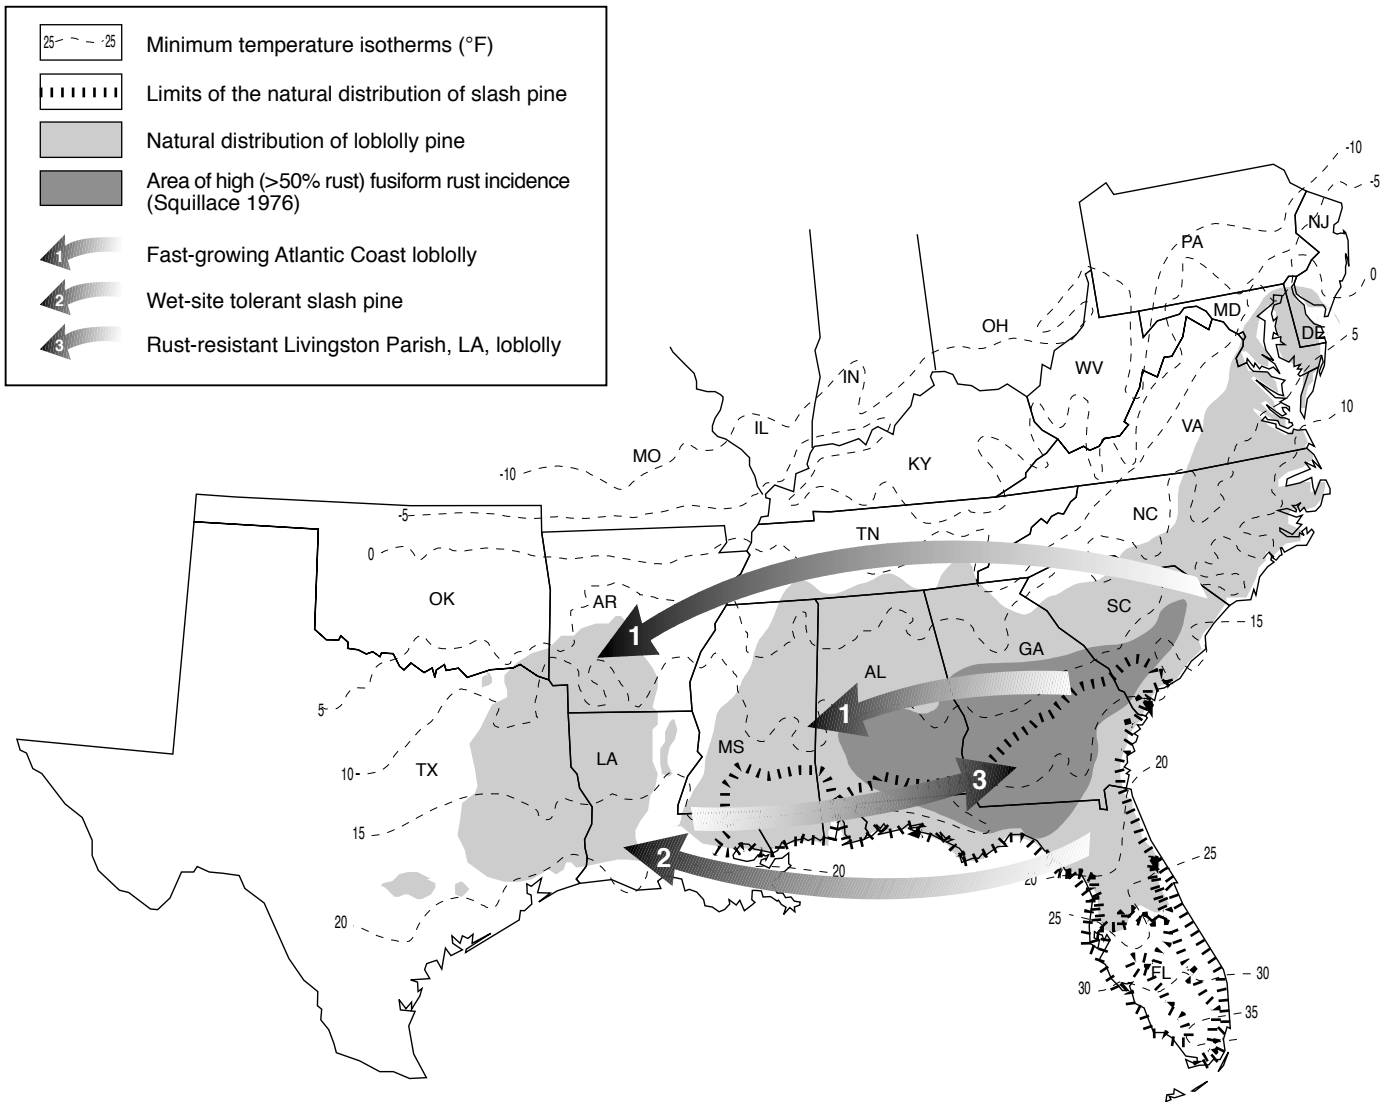 25 25 Minimum temperature isotherms (°F)
Limits of the natural distribution of slash pine
Natural distribution of loblolly pine
Area of high (>50% rust) fusiform rust incidence
(Squillace 1976)
1 Fast-growing Atlantic Coast loblolly
2 Wet-site tolerant slash pine
3 Rust-resistant Livingston Parish, LA, loblolly
-10
-5
NJ
PA
0
MD
OH
DE
5
WV
IN
10
VA
IL
MO
KY
-10
-5
NC
TN
0
OK
AR
SC
15
1
GA
AL
5
1
MS
LA
TX
20
10
3
15
2
25
20
20
25
20
FL
30
30
35